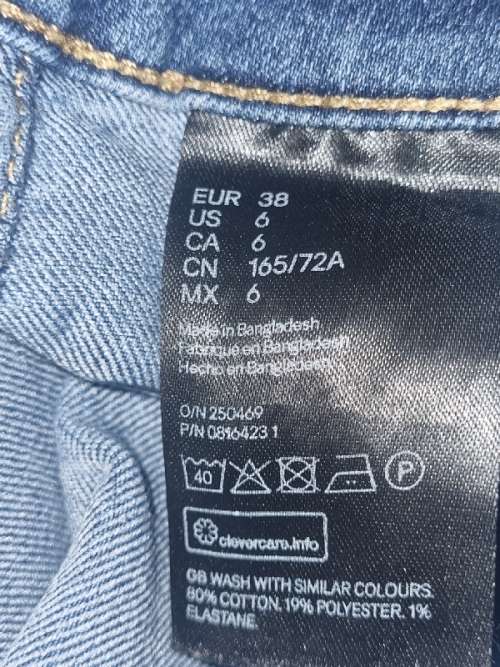 EUR 38
US 6
CA 6
CN 165/72A
MX 6
Made in Bangladesh
Fabriqué en Bangladesh
Hecho en Bangladesh
O/N 250469
P/N 0816423 1
40 P
clevercare.info
GB WASH WITH SIMILAR COLOURS.
80% COTTON. 19% POLYESTER. 1%
ELASTANE.